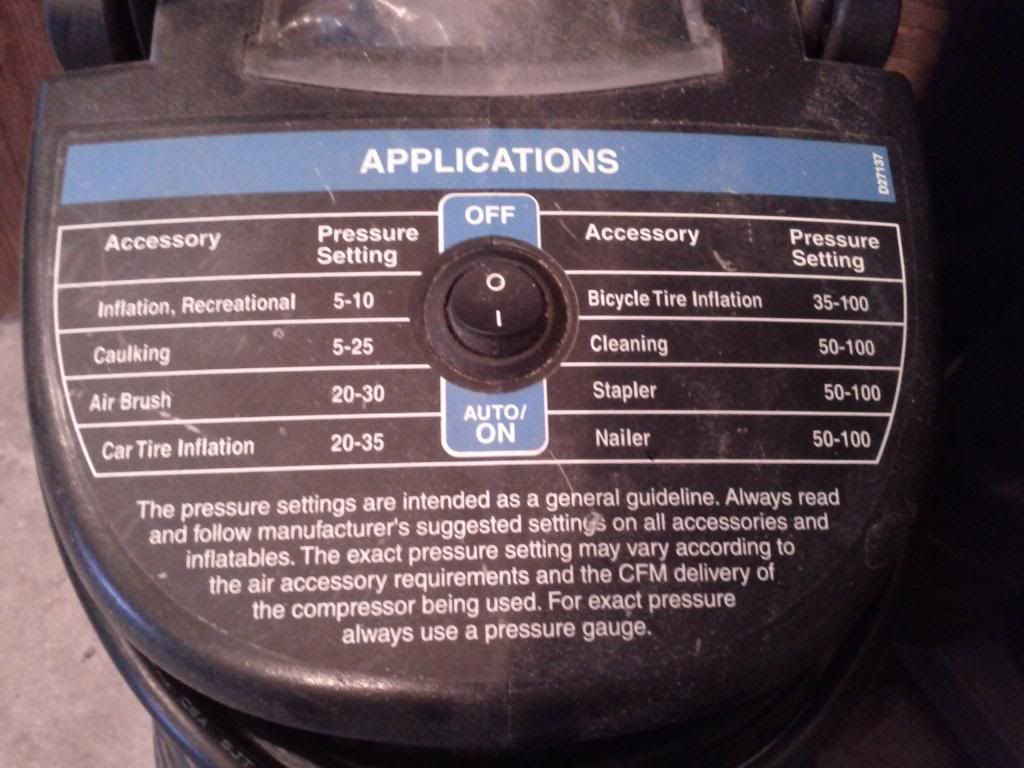 APPLICATIONS
D27137
OFF
Accessory Pressure Setting Accessory Pressure Setting
Inflation, Recreational 5-10 Bicycle Tire Inflation 35-100
Caulking 5-25 Cleaning 50-100
Air Brush 20-30 Stapler 50-100
Car Tire Inflation 20-35 Nailer 50-100
O
I
AUTO/
ON
The pressure settings are intended as a general guideline. Always read
and follow manufacturer's suggested settings on all accessories and
inflatables. The exact pressure setting may vary according to
the air accessory requirements and the CFM delivery of
the compressor being used. For exact pressure
always use a pressure gauge.